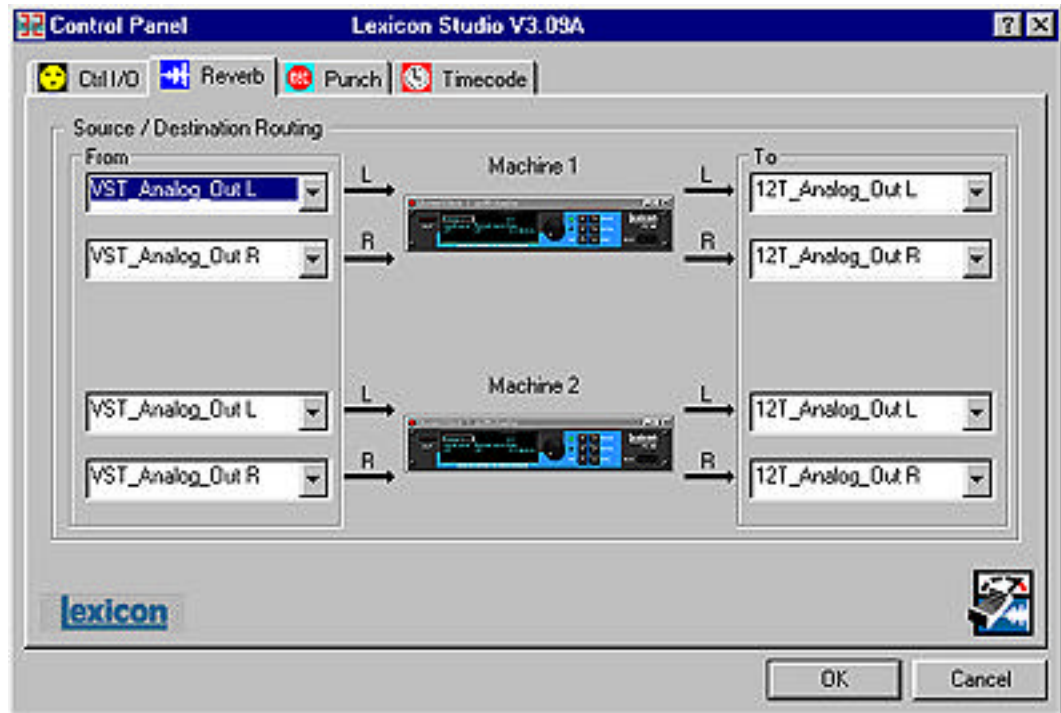 Control Panel Lexicon Studio V3.09A
Ctrl I/O Reverb Punch Timecode
Source / Destination Routing
From Machine 1 To
VST_Analog_Out L L L 12T_Analog_Out L
VST_Analog_Out R R R 12T_Analog_Out R
Machine 2
VST_Analog_Out L L L 12T_Analog_Out L
VST_Analog_Out R R R 12T_Analog_Out R
lexicon
OK Cancel